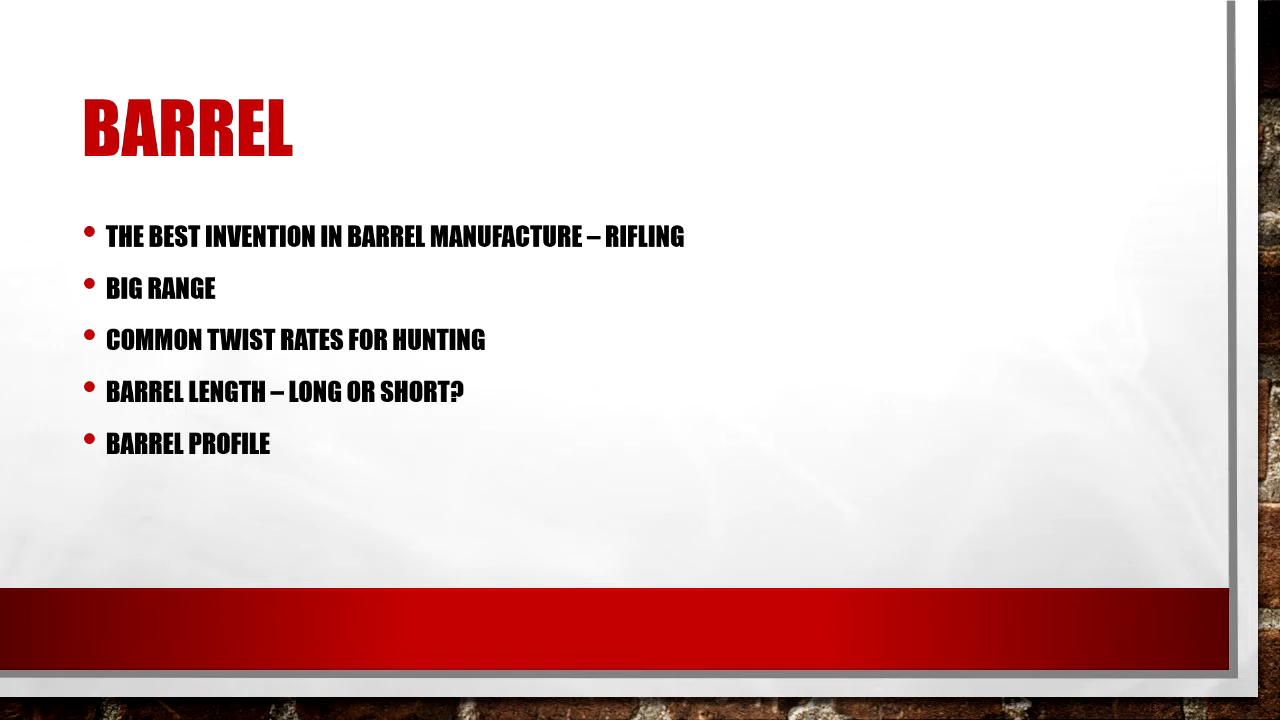 BARREL
• THE BEST INVENTION IN BARREL MANUFACTURE – RIFLING
• BIG RANGE
• COMMON TWIST RATES FOR HUNTING
• BARREL LENGTH – LONG OR SHORT?
• BARREL PROFILE